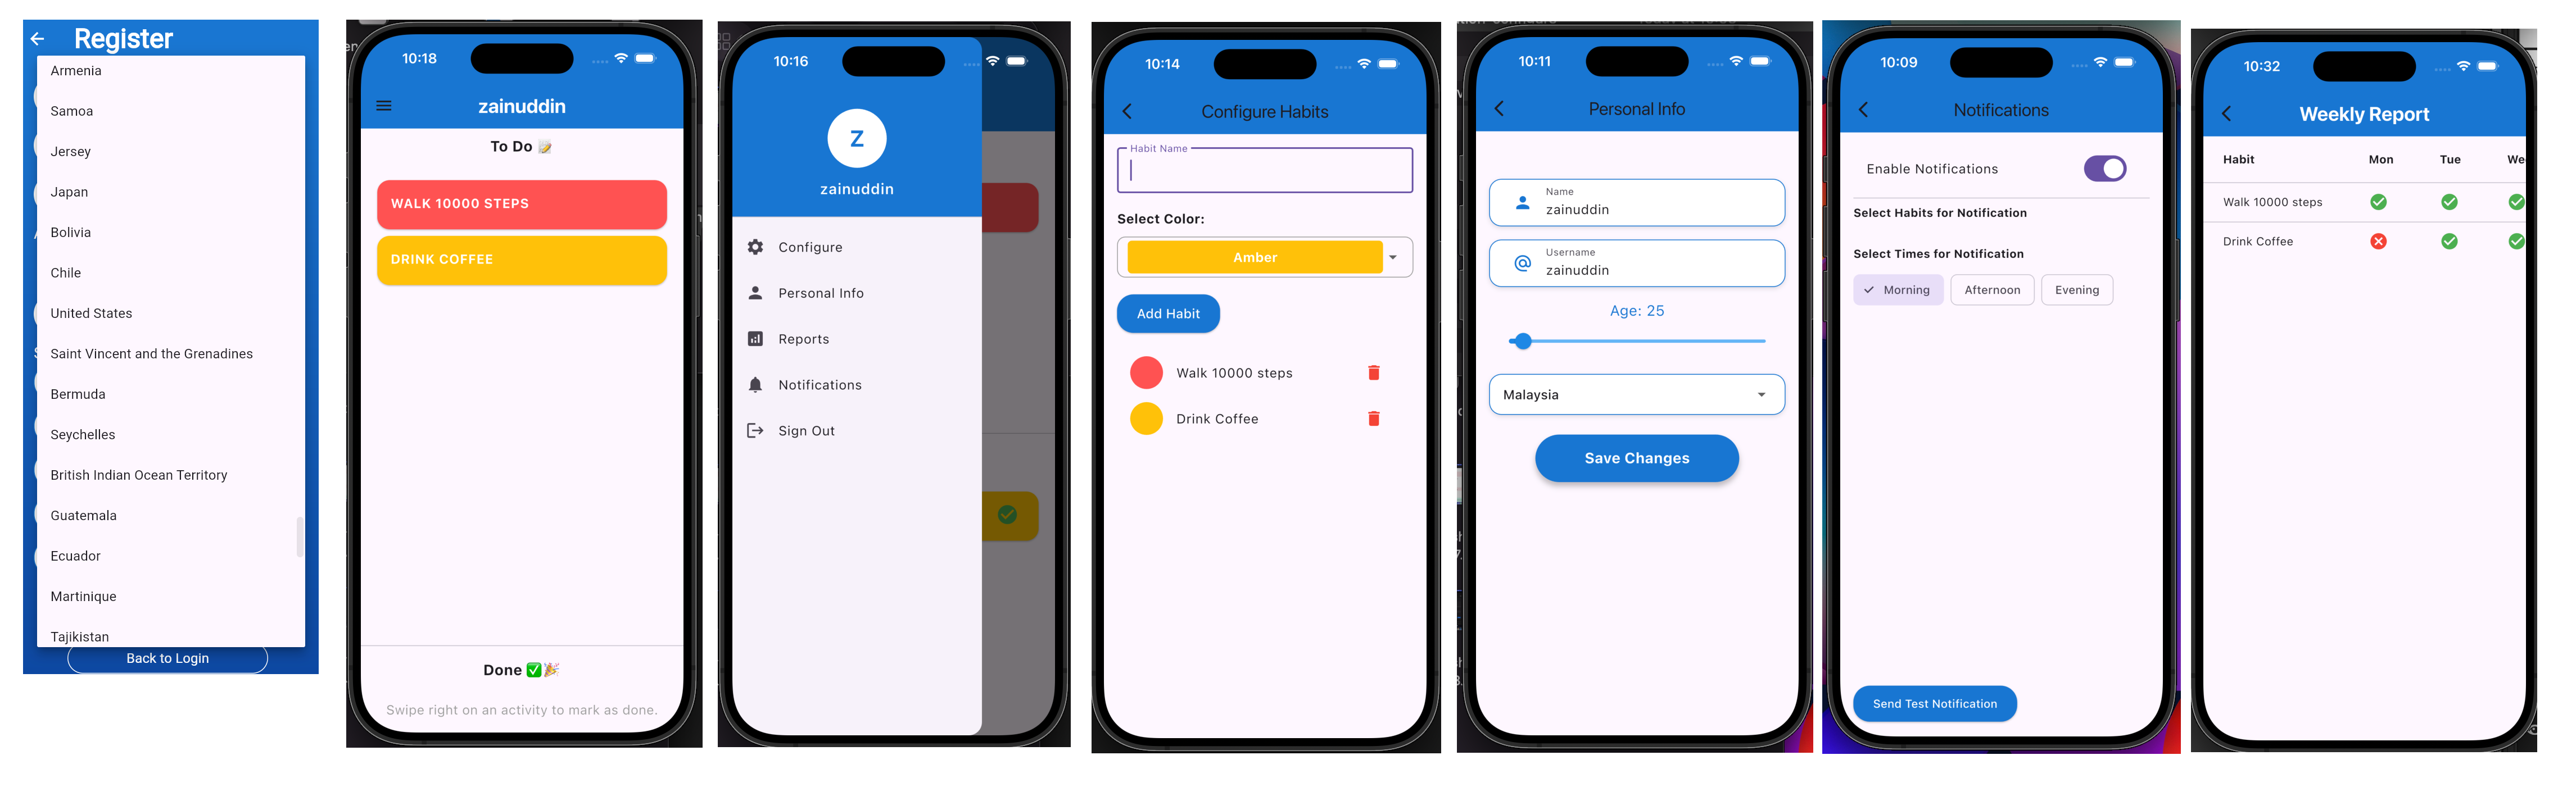 Register
Armenia
Samoa
Jersey
Japan
Bolivia
Chile
United States
Saint Vincent and the Grenadines
Bermuda
Seychelles
British Indian Ocean Territory
Guatemala
Ecuador
Martinique
Tajikistan
Back to Login
10:18
zainuddin
To Do 📝
WALK 10000 STEPS
DRINK COFFEE
Done ✅🎉
Swipe right on an activity to mark as done.
10:16
Z
zainuddin
Configure
Personal Info
Reports
Notifications
Sign Out
10:14
Configure Habits
Habit Name
Select Color:
Amber
Add Habit
Walk 10000 steps
Drink Coffee
10:11
Personal Info
Name
zainuddin
Username
zainuddin
Age: 25
Malaysia
Save Changes
10:09
Notifications
Enable Notifications
Select Habits for Notification
Select Times for Notification
Morning Afternoon Evening
Send Test Notification
10:32
Weekly Report
Habit Mon Tue We
Walk 10000 steps
Drink Coffee